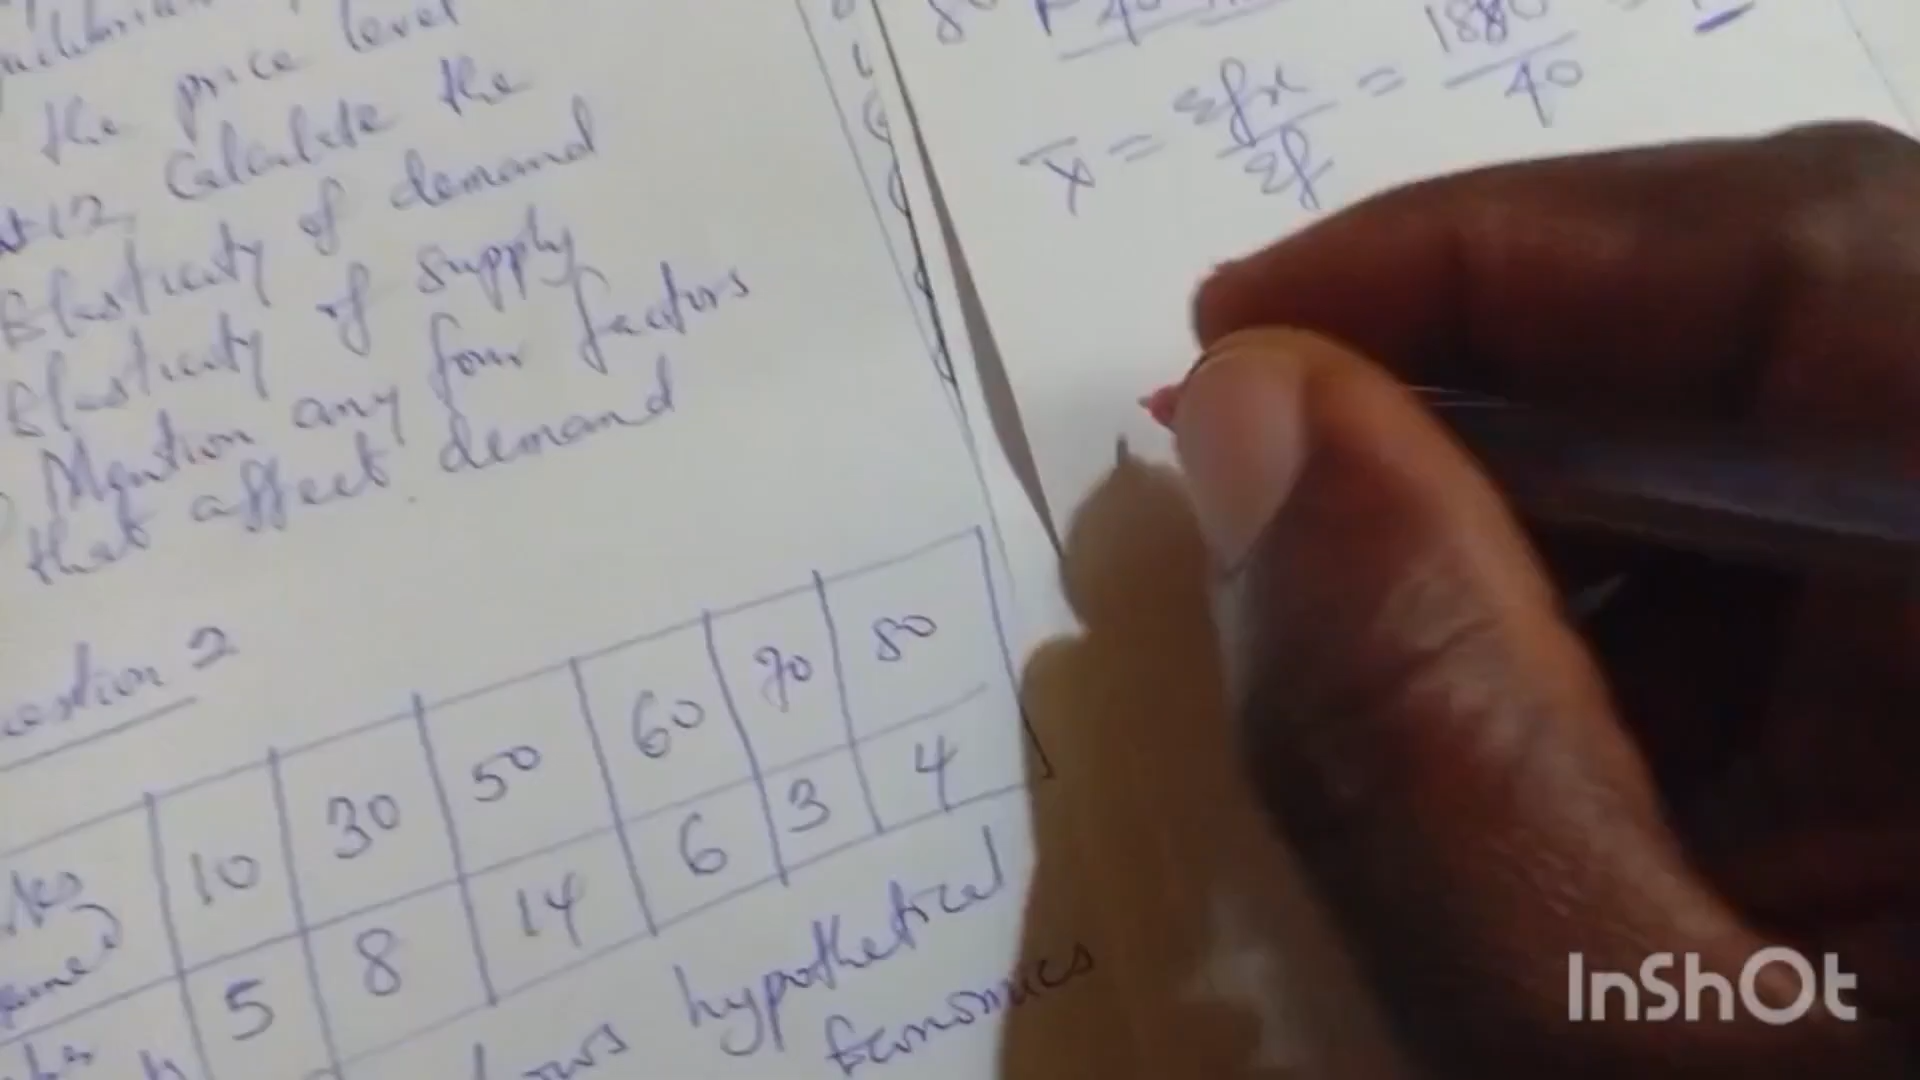 the price level
Calculate the
Elasticity of demand
Elasticity of supply
Mention any four factors
that affect demand
2
10 30 50 60 70 80
5 8 14 6 3 4
hypothetical
Economics
40
x̄ = Σfx / Σf = 1880 / 40
InShOt